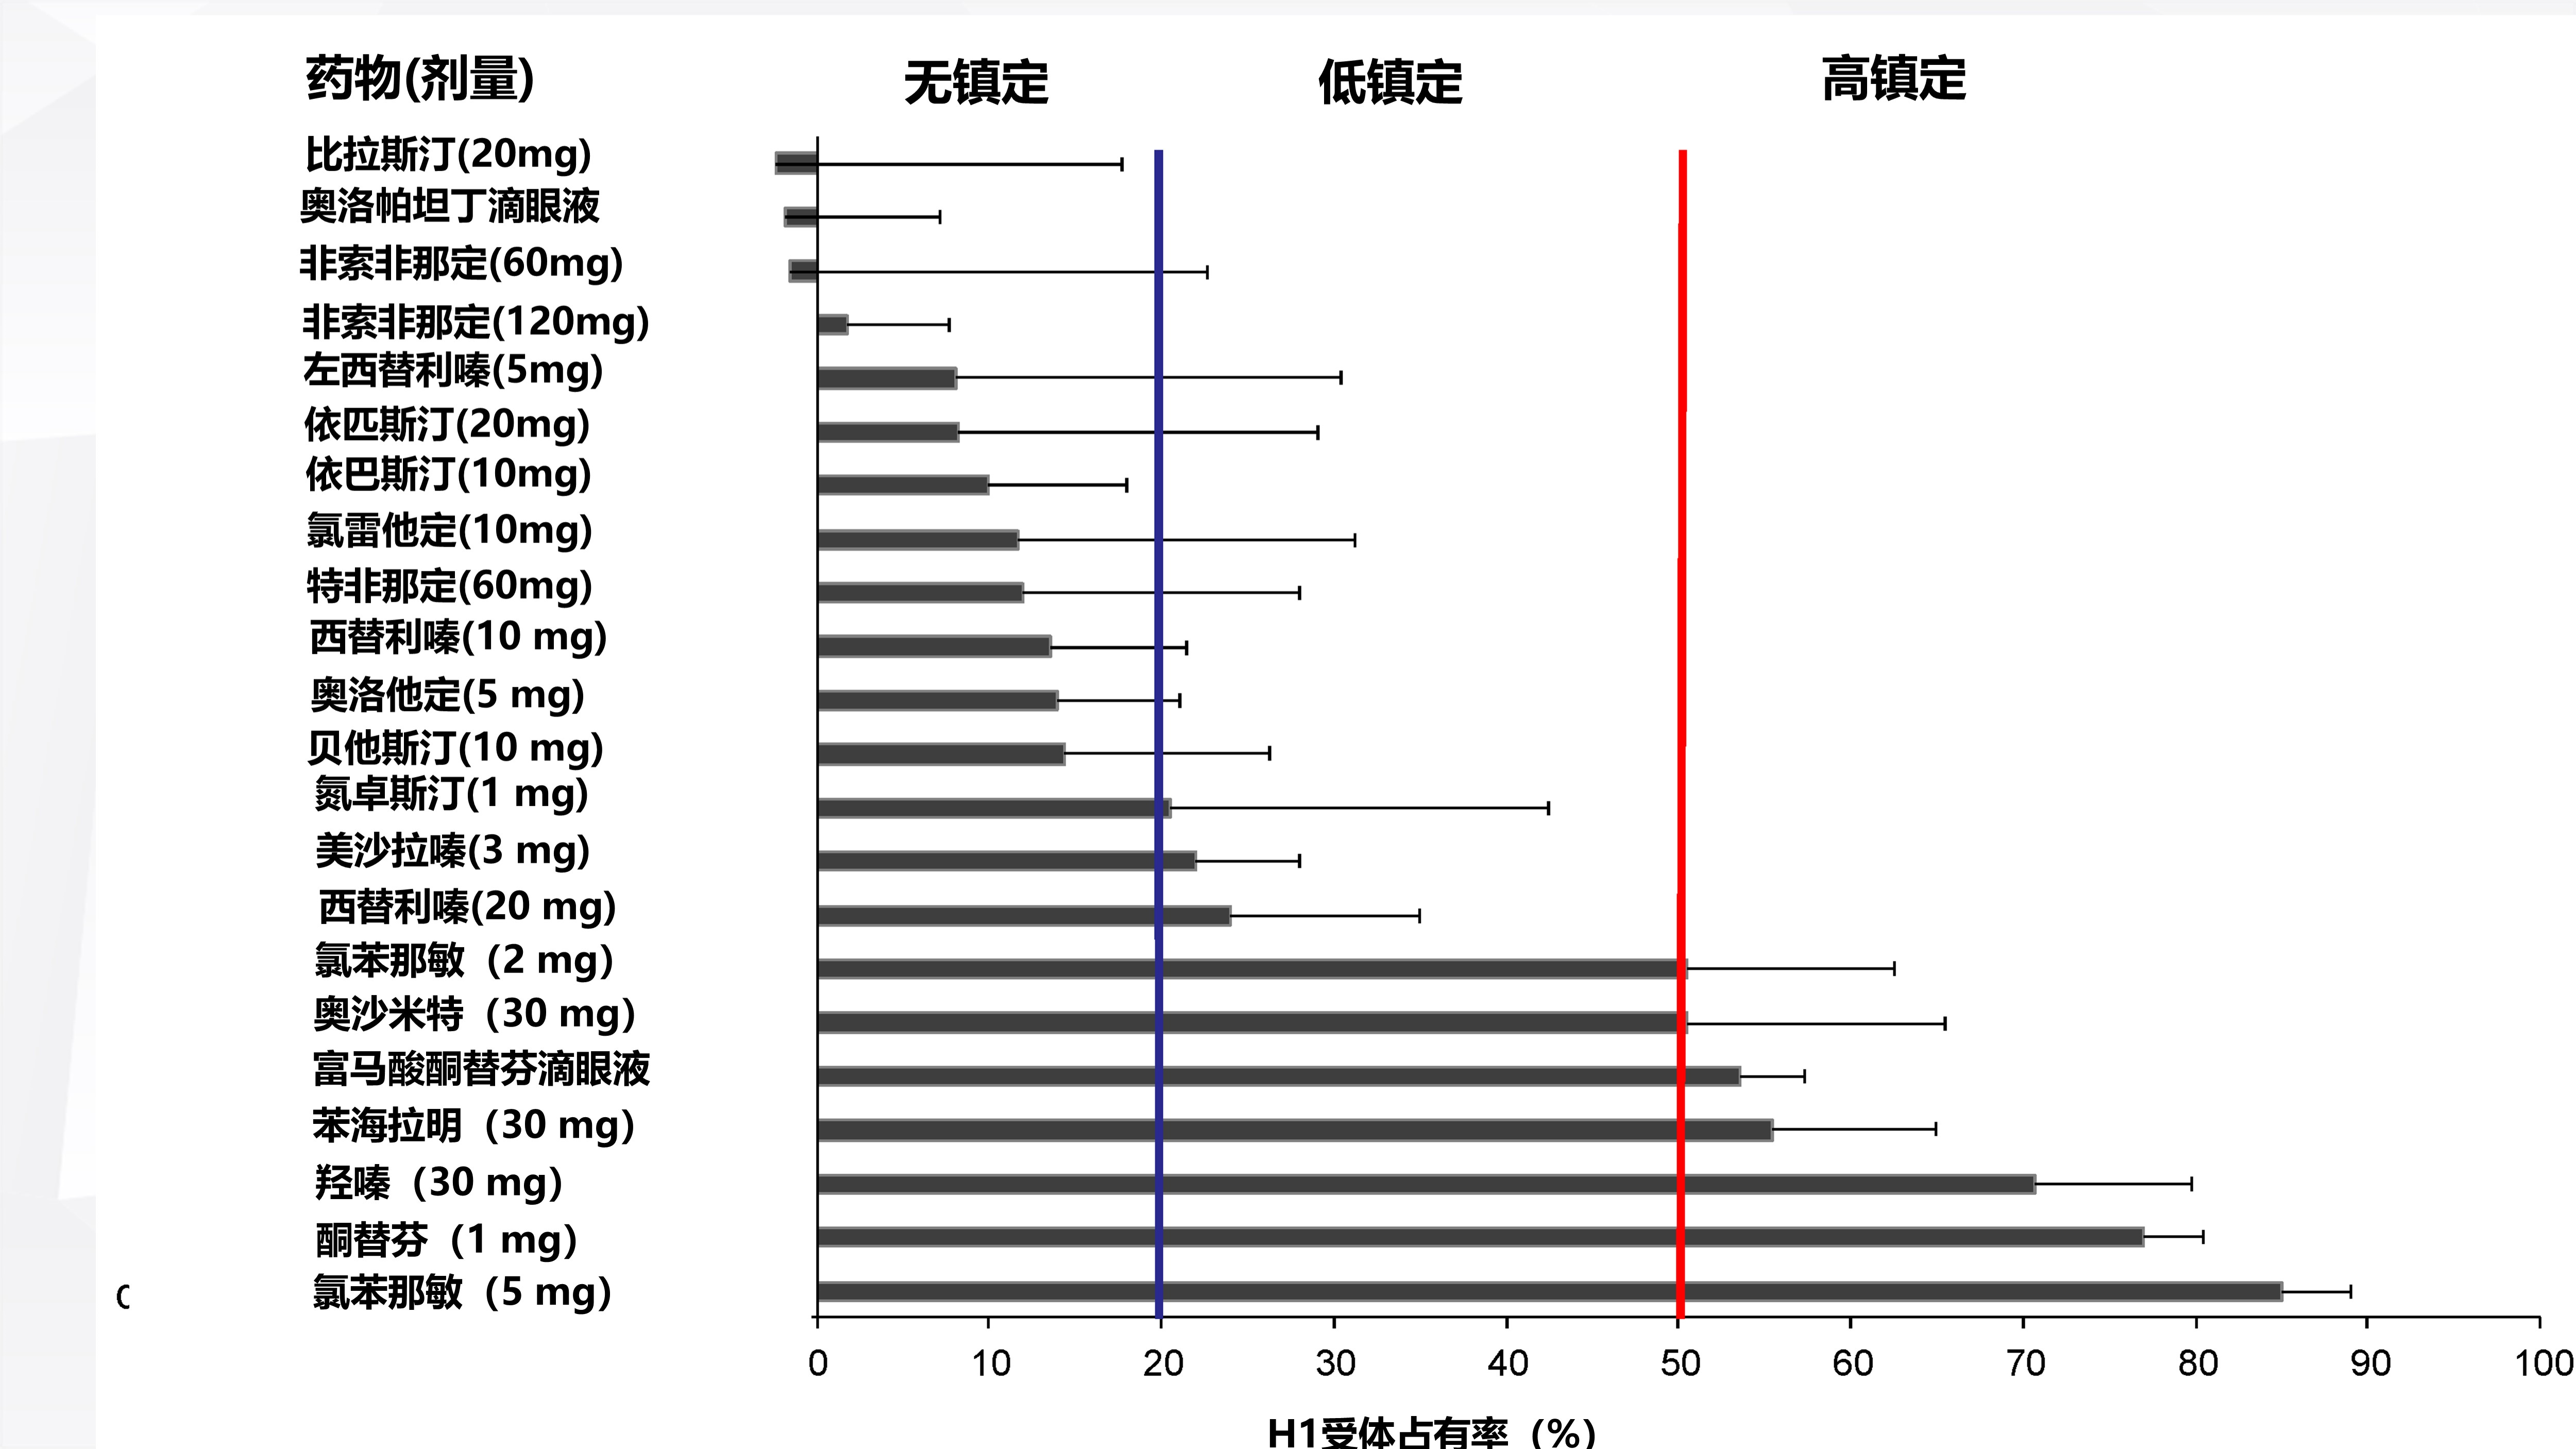 药物(剂量) 无镇定 低镇定 高镇定
比拉斯汀(20mg)
奥洛帕坦丁滴眼液
非索非那定(60mg)
非索非那定(120mg)
左西替利嗪(5mg)
依匹斯汀(20mg)
依巴斯汀(10mg)
氯雷他定(10mg)
特非那定(60mg)
西替利嗪(10 mg)
奥洛他定(5 mg)
贝他斯汀(10 mg)
氮卓斯汀(1 mg)
美沙拉嗪(3 mg)
西替利嗪(20 mg)
氯苯那敏（2 mg）
奥沙米特（30 mg）
富马酸酮替芬滴眼液
苯海拉明（30 mg）
羟嗪（30 mg）
酮替芬（1 mg）
氯苯那敏（5 mg）
0 10 20 30 40 50 60 70 80 90 100
H1受体占有率（%）